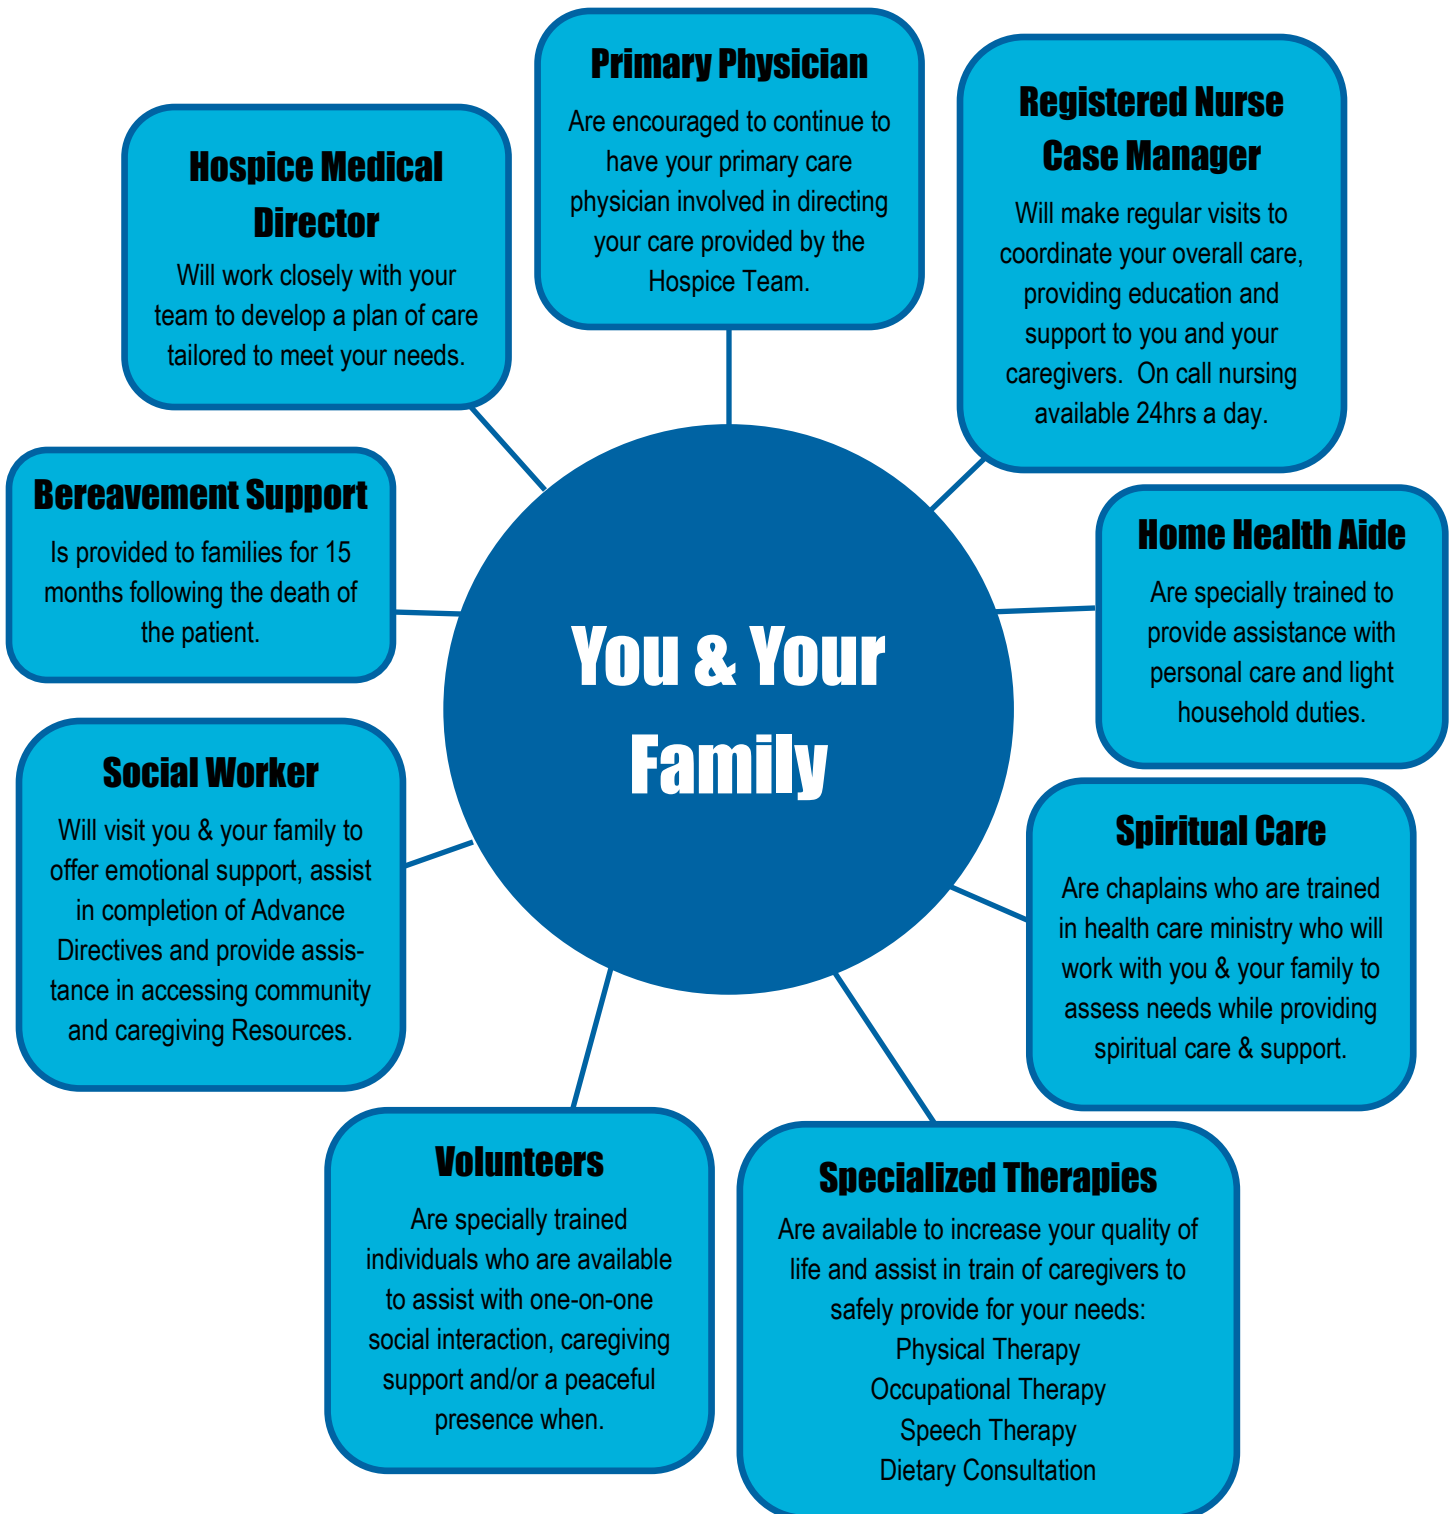 Primary Physician
Are encouraged to continue to
have your primary care
physician involved in directing
your care provided by the
Hospice Team.
Registered Nurse
Case Manager
Will make regular visits to
coordinate your overall care,
providing education and
support to you and your
caregivers.  On call nursing
available 24hrs a day.
Hospice Medical
Director
Will work closely with your
team to develop a plan of care
tailored to meet your needs.
Bereavement Support
Is provided to families for 15
months following the death of
the patient.
Home Health Aide
Are specially trained to
provide assistance with
personal care and light
household duties.
You & Your
Family
Social Worker
Will visit you & your family to
offer emotional support, assist
in completion of Advance
Directives and provide assis-
tance in accessing community
and caregiving Resources.
Spiritual Care
Are chaplains who are trained
in health care ministry who will
work with you & your family to
assess needs while providing
spiritual care & support.
Volunteers
Are specially trained
individuals who are available
to assist with one-on-one
social interaction, caregiving
support and/or a peaceful
presence when.
Specialized Therapies
Are available to increase your quality of
life and assist in train of caregivers to
safely provide for your needs:
Physical Therapy
Occupational Therapy
Speech Therapy
Dietary Consultation